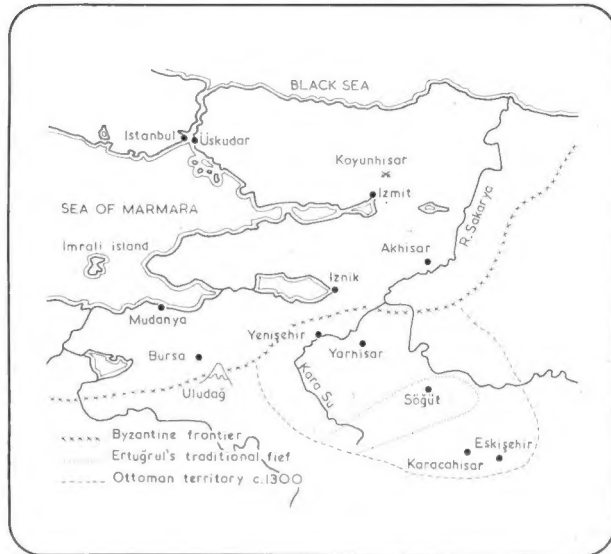 BLACK SEA
Istanbul
Üskudar
Koyunhisar
Izmit
SEA OF MARMARA
R. Sakarya
Imrali island
Akhisar
Iznik
Mudanya
Yenişehir
Yarhisar
Bursa
Uludağ
Kara Su
Söğüt
Byzantine frontier
Eskişehir
Ertuğrul's traditional fief
Karacahisar
Ottoman territory c.1300